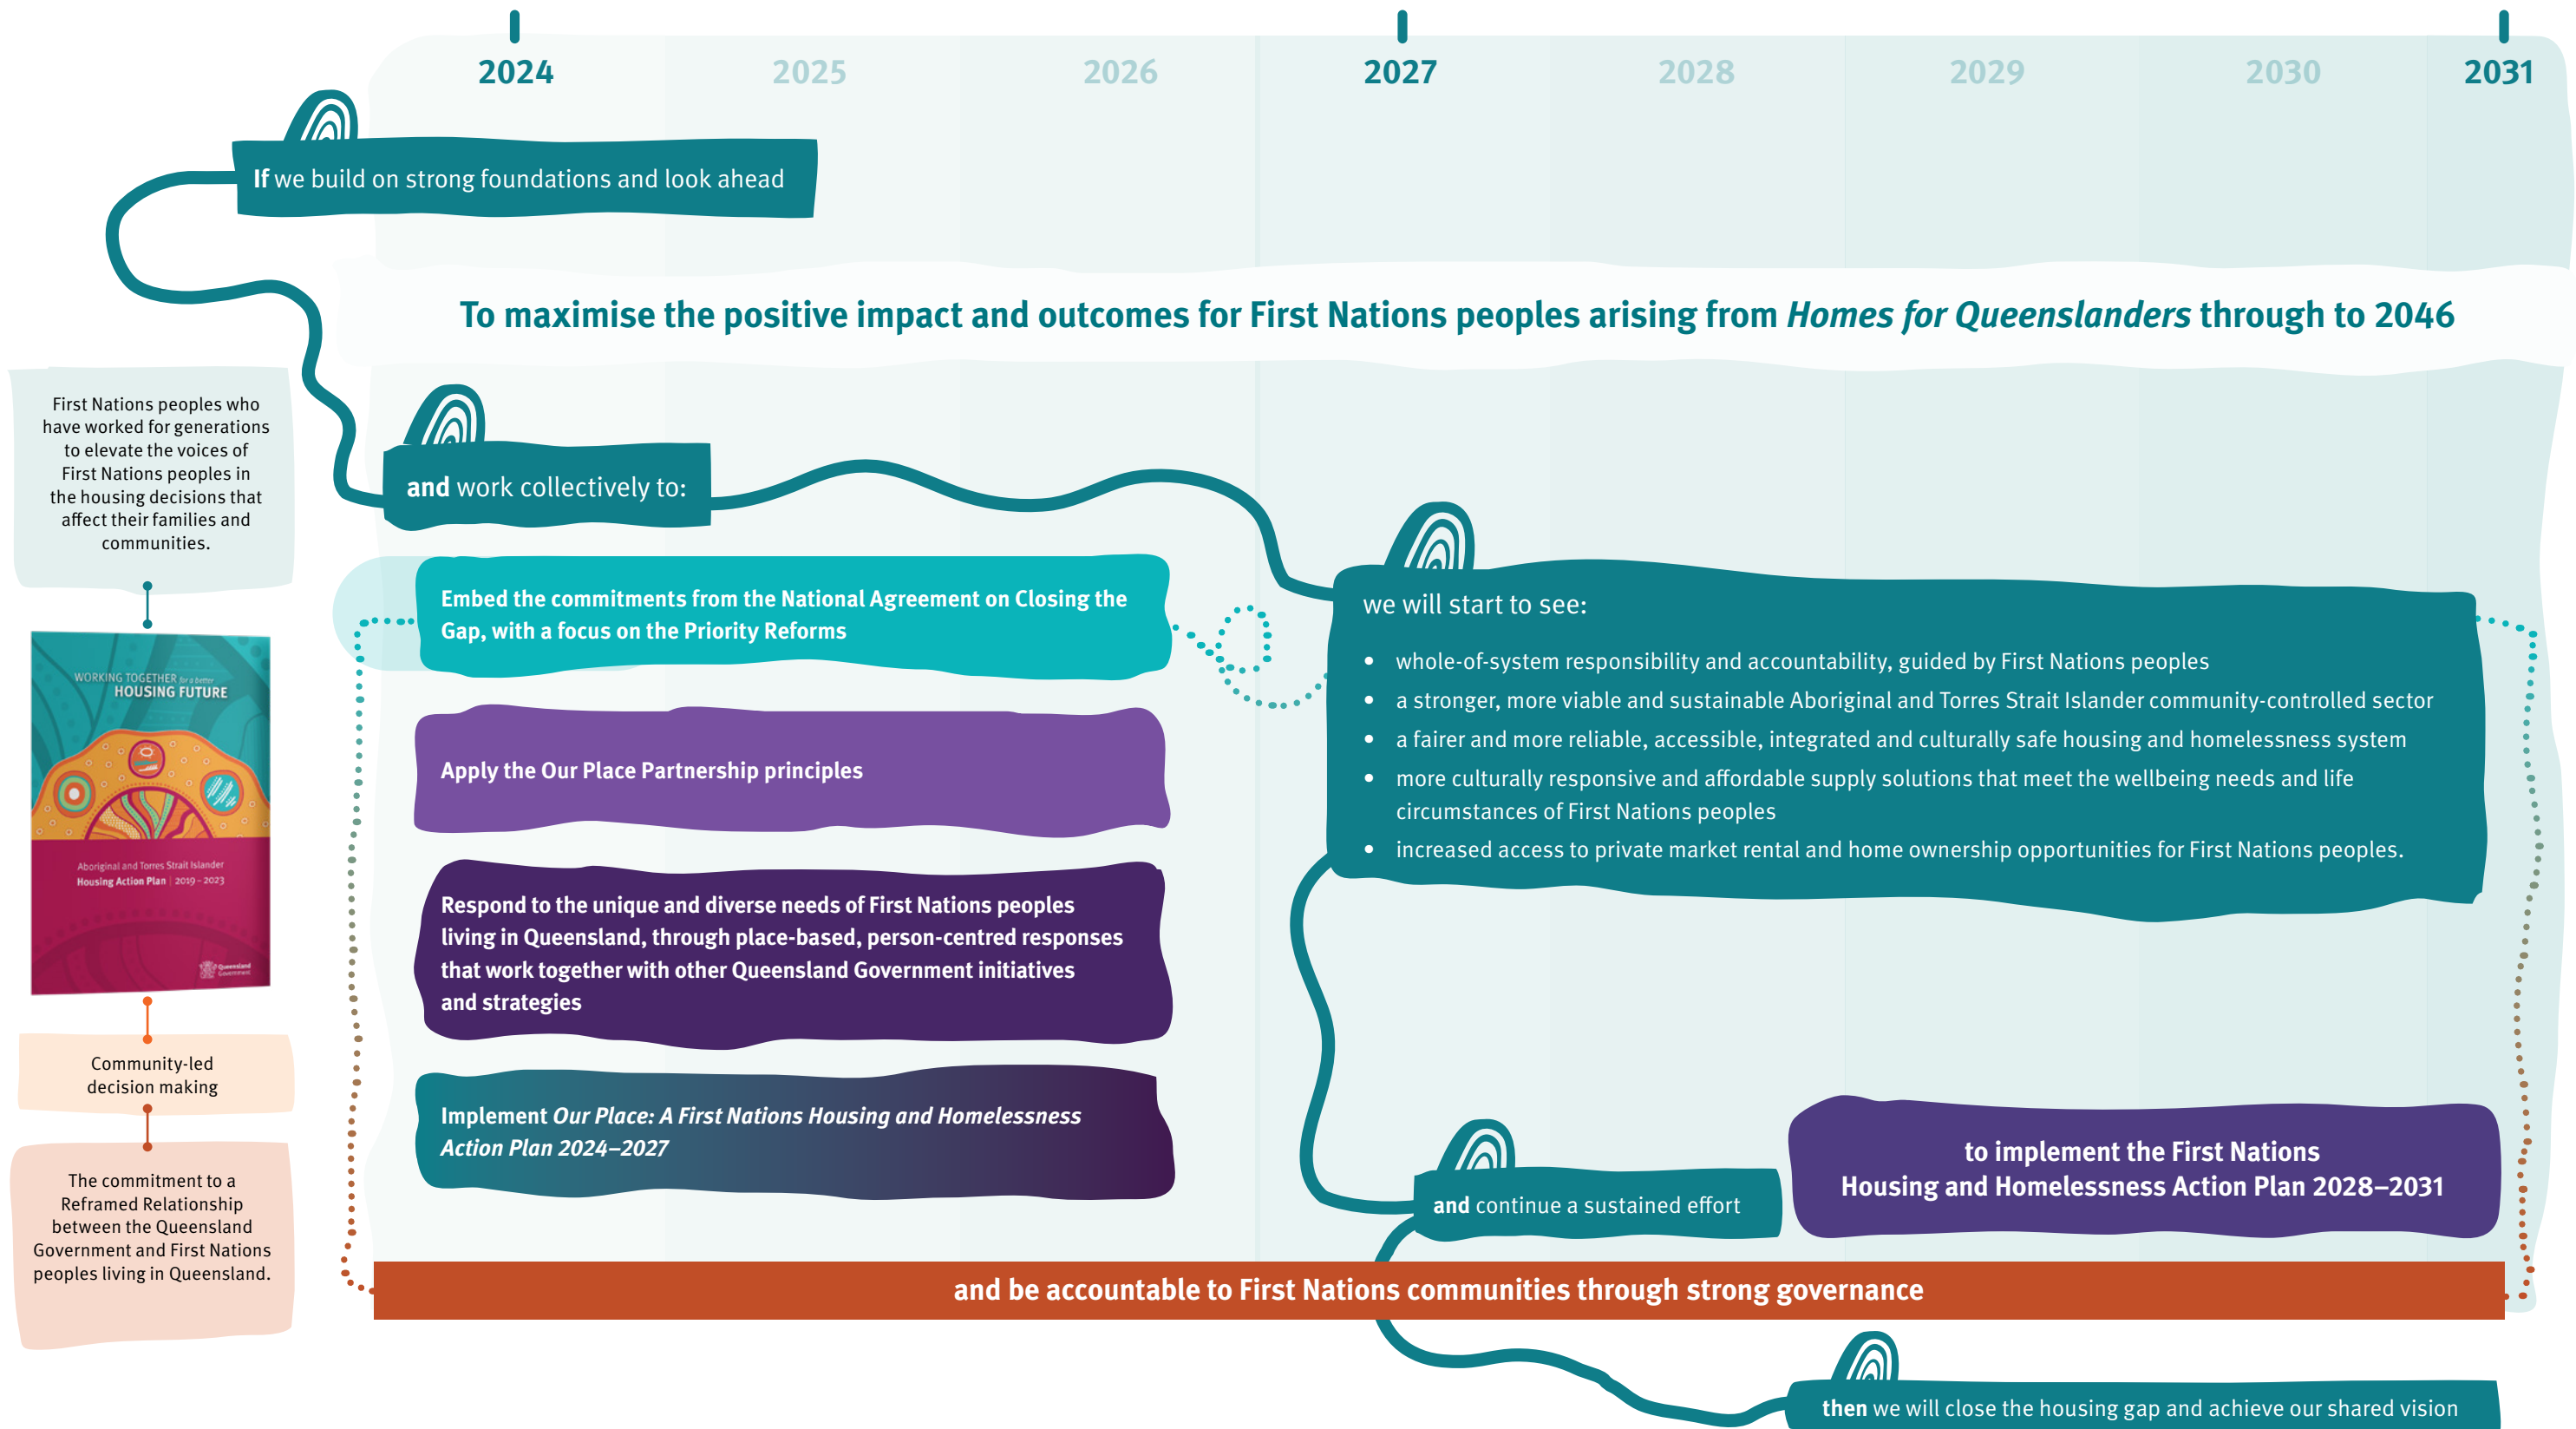 2024 2025 2026 2027 2028 2029 2030 2031
If we build on strong foundations and look ahead
To maximise the positive impact and outcomes for First Nations peoples arising from Homes for Queenslanders through to 2046
First Nations peoples who
have worked for generations
to elevate the voices of
First Nations peoples in
the housing decisions that
affect their families and
communities.
WORKING TOGETHER for a better
HOUSING FUTURE
Aboriginal and Torres Strait Islander
Housing Action Plan | 2019 – 2023
Queensland
Government
Community-led
decision making
The commitment to a
Reframed Relationship
between the Queensland
Government and First Nations
peoples living in Queensland.
and work collectively to:
Embed the commitments from the National Agreement on Closing the
Gap, with a focus on the Priority Reforms
Apply the Our Place Partnership principles
Respond to the unique and diverse needs of First Nations peoples
living in Queensland, through place-based, person-centred responses
that work together with other Queensland Government initiatives
and strategies
Implement Our Place: A First Nations Housing and Homelessness
Action Plan 2024–2027
we will start to see:
• whole-of-system responsibility and accountability, guided by First Nations peoples
• a stronger, more viable and sustainable Aboriginal and Torres Strait Islander community-controlled sector
• a fairer and more reliable, accessible, integrated and culturally safe housing and homelessness system
• more culturally responsive and affordable supply solutions that meet the wellbeing needs and life
circumstances of First Nations peoples
• increased access to private market rental and home ownership opportunities for First Nations peoples.
and continue a sustained effort
to implement the First Nations
Housing and Homelessness Action Plan 2028–2031
and be accountable to First Nations communities through strong governance
then we will close the housing gap and achieve our shared vision